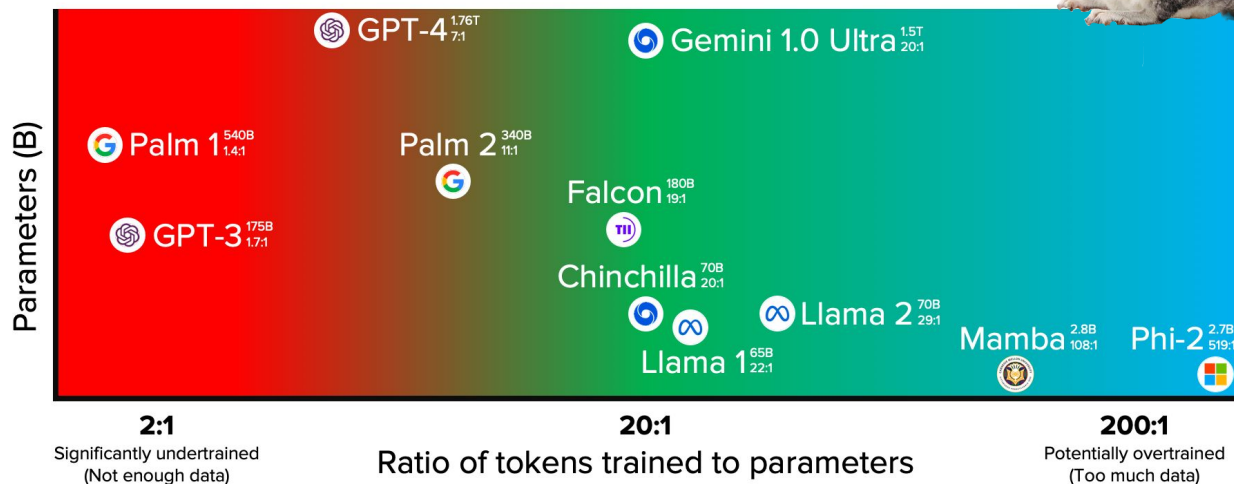 GPT-4 1.76T
7:1
Gemini 1.0 Ultra 1.5T
20:1
Palm 1 540B
1.4:1
Palm 2 340B
11:1
Falcon 180B
19:1
TII
GPT-3 175B
1.7:1
Chinchilla 70B
20:1
Llama 2 70B
29:1
Llama 1 65B
22:1
Mamba 2.8B
108:1
Phi-2 2.7B
519:1
Parameters (B)
2:1
Significantly undertrained
(Not enough data)
20:1
Ratio of tokens trained to parameters
200:1
Potentially overtrained
(Too much data)